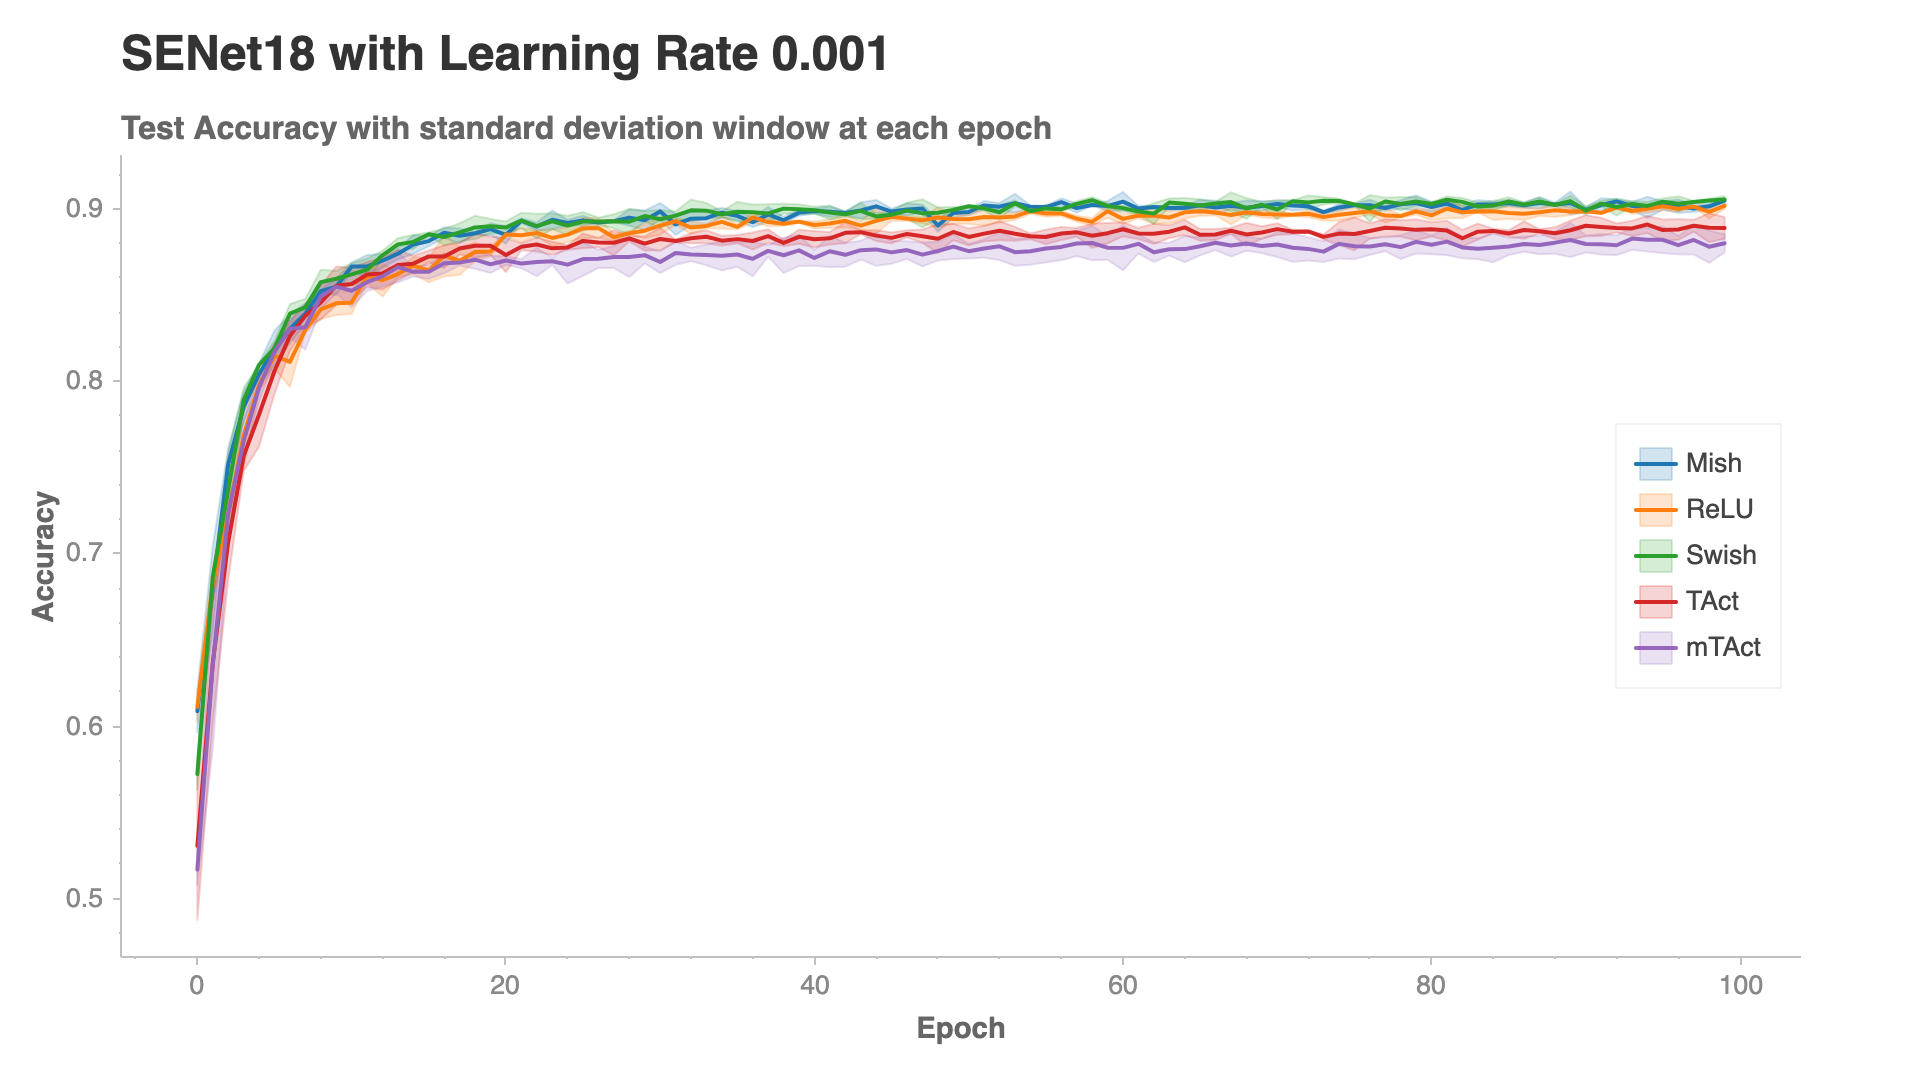 SENet18 with Learning Rate 0.001
Test Accuracy with standard deviation window at each epoch
0.9
0.8
0.7
0.6
0.5
Accuracy
Mish
ReLU
Swish
TAct
mTAct
0 20 40 60 80 100
Epoch